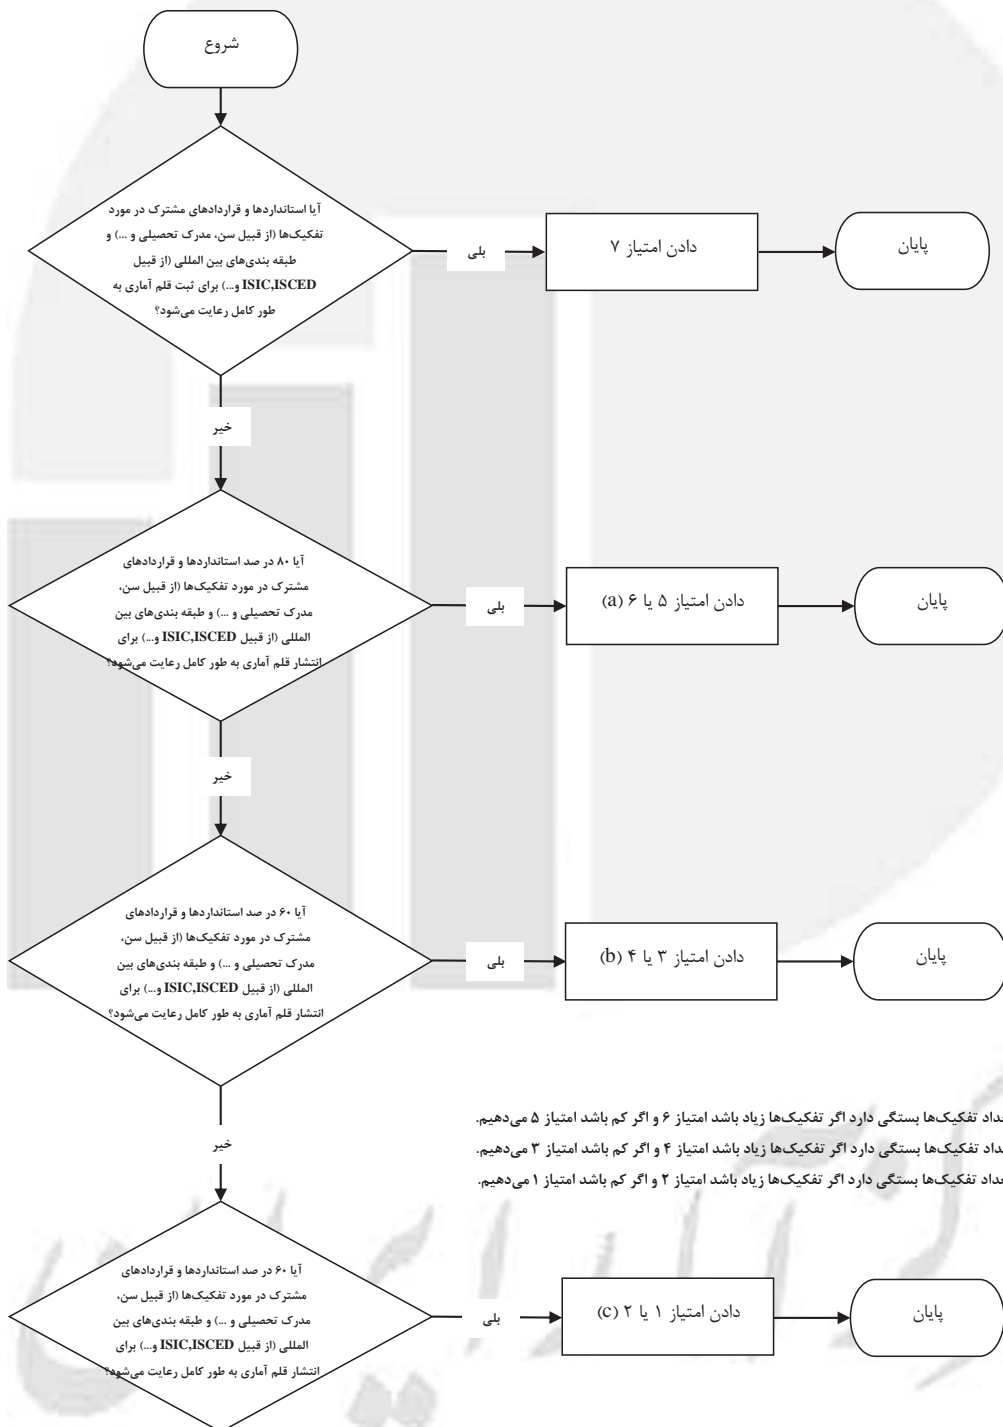 شروع
آیا استانداردها و قراردادهای مشترک در مورد
تفکیک‌ها (از قبیل سن، مدرک تحصیلی و ...) و
طبقه بندی‌های بین المللی (از قبیل
ISIC,ISCED و...) برای ثبت قلم آماری به
طور کامل رعایت می‌شود؟
بلی
دادن امتیاز ۷
پایان
خیر
آیا ۸۰ در صد استانداردها و قراردادهای
مشترک در مورد تفکیک‌ها (از قبیل سن،
مدرک تحصیلی و ...) و طبقه بندی‌های بین
المللی (از قبیل ISIC,ISCED و...) برای
انتشار قلم آماری به طور کامل رعایت می‌شود؟
بلی
دادن امتیاز ۵ یا ۶ (a)
پایان
خیر
آیا ۶۰ در صد استانداردها و قراردادهای
مشترک در مورد تفکیک‌ها (از قبیل سن،
مدرک تحصیلی و ...) و طبقه بندی‌های بین
المللی (از قبیل ISIC,ISCED و...) برای
انتشار قلم آماری به طور کامل رعایت می‌شود؟
بلی
دادن امتیاز ۳ یا ۴ (b)
پایان
خیر
تفکیک‌ها بستگی دارد اگر تفکیک‌ها زیاد باشد امتیاز ۶ و اگر کم باشد امتیاز ۵ می‌دهیم.
تفکیک‌ها بستگی دارد اگر تفکیک‌ها زیاد باشد امتیاز ۴ و اگر کم باشد امتیاز ۳ می‌دهیم.
تفکیک‌ها بستگی دارد اگر تفکیک‌ها زیاد باشد امتیاز ۲ و اگر کم باشد امتیاز ۱ می‌دهیم.
آیا ۶۰ در صد استانداردها و قراردادهای
مشترک در مورد تفکیک‌ها (از قبیل سن،
مدرک تحصیلی و ...) و طبقه بندی‌های بین
المللی (از قبیل ISIC,ISCED و...) برای
انتشار قلم آماری به طور کامل رعایت می‌شود؟
بلی
دادن امتیاز ۱ یا ۲ (c)
پایان